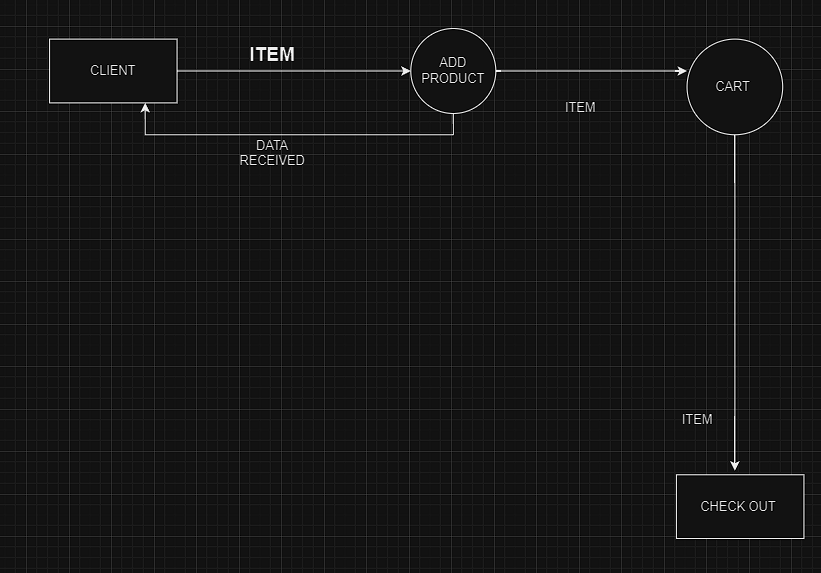 CLIENT
ITEM
ADD
PRODUCT
CART
ITEM
DATA
RECEIVED
ITEM
CHECK OUT